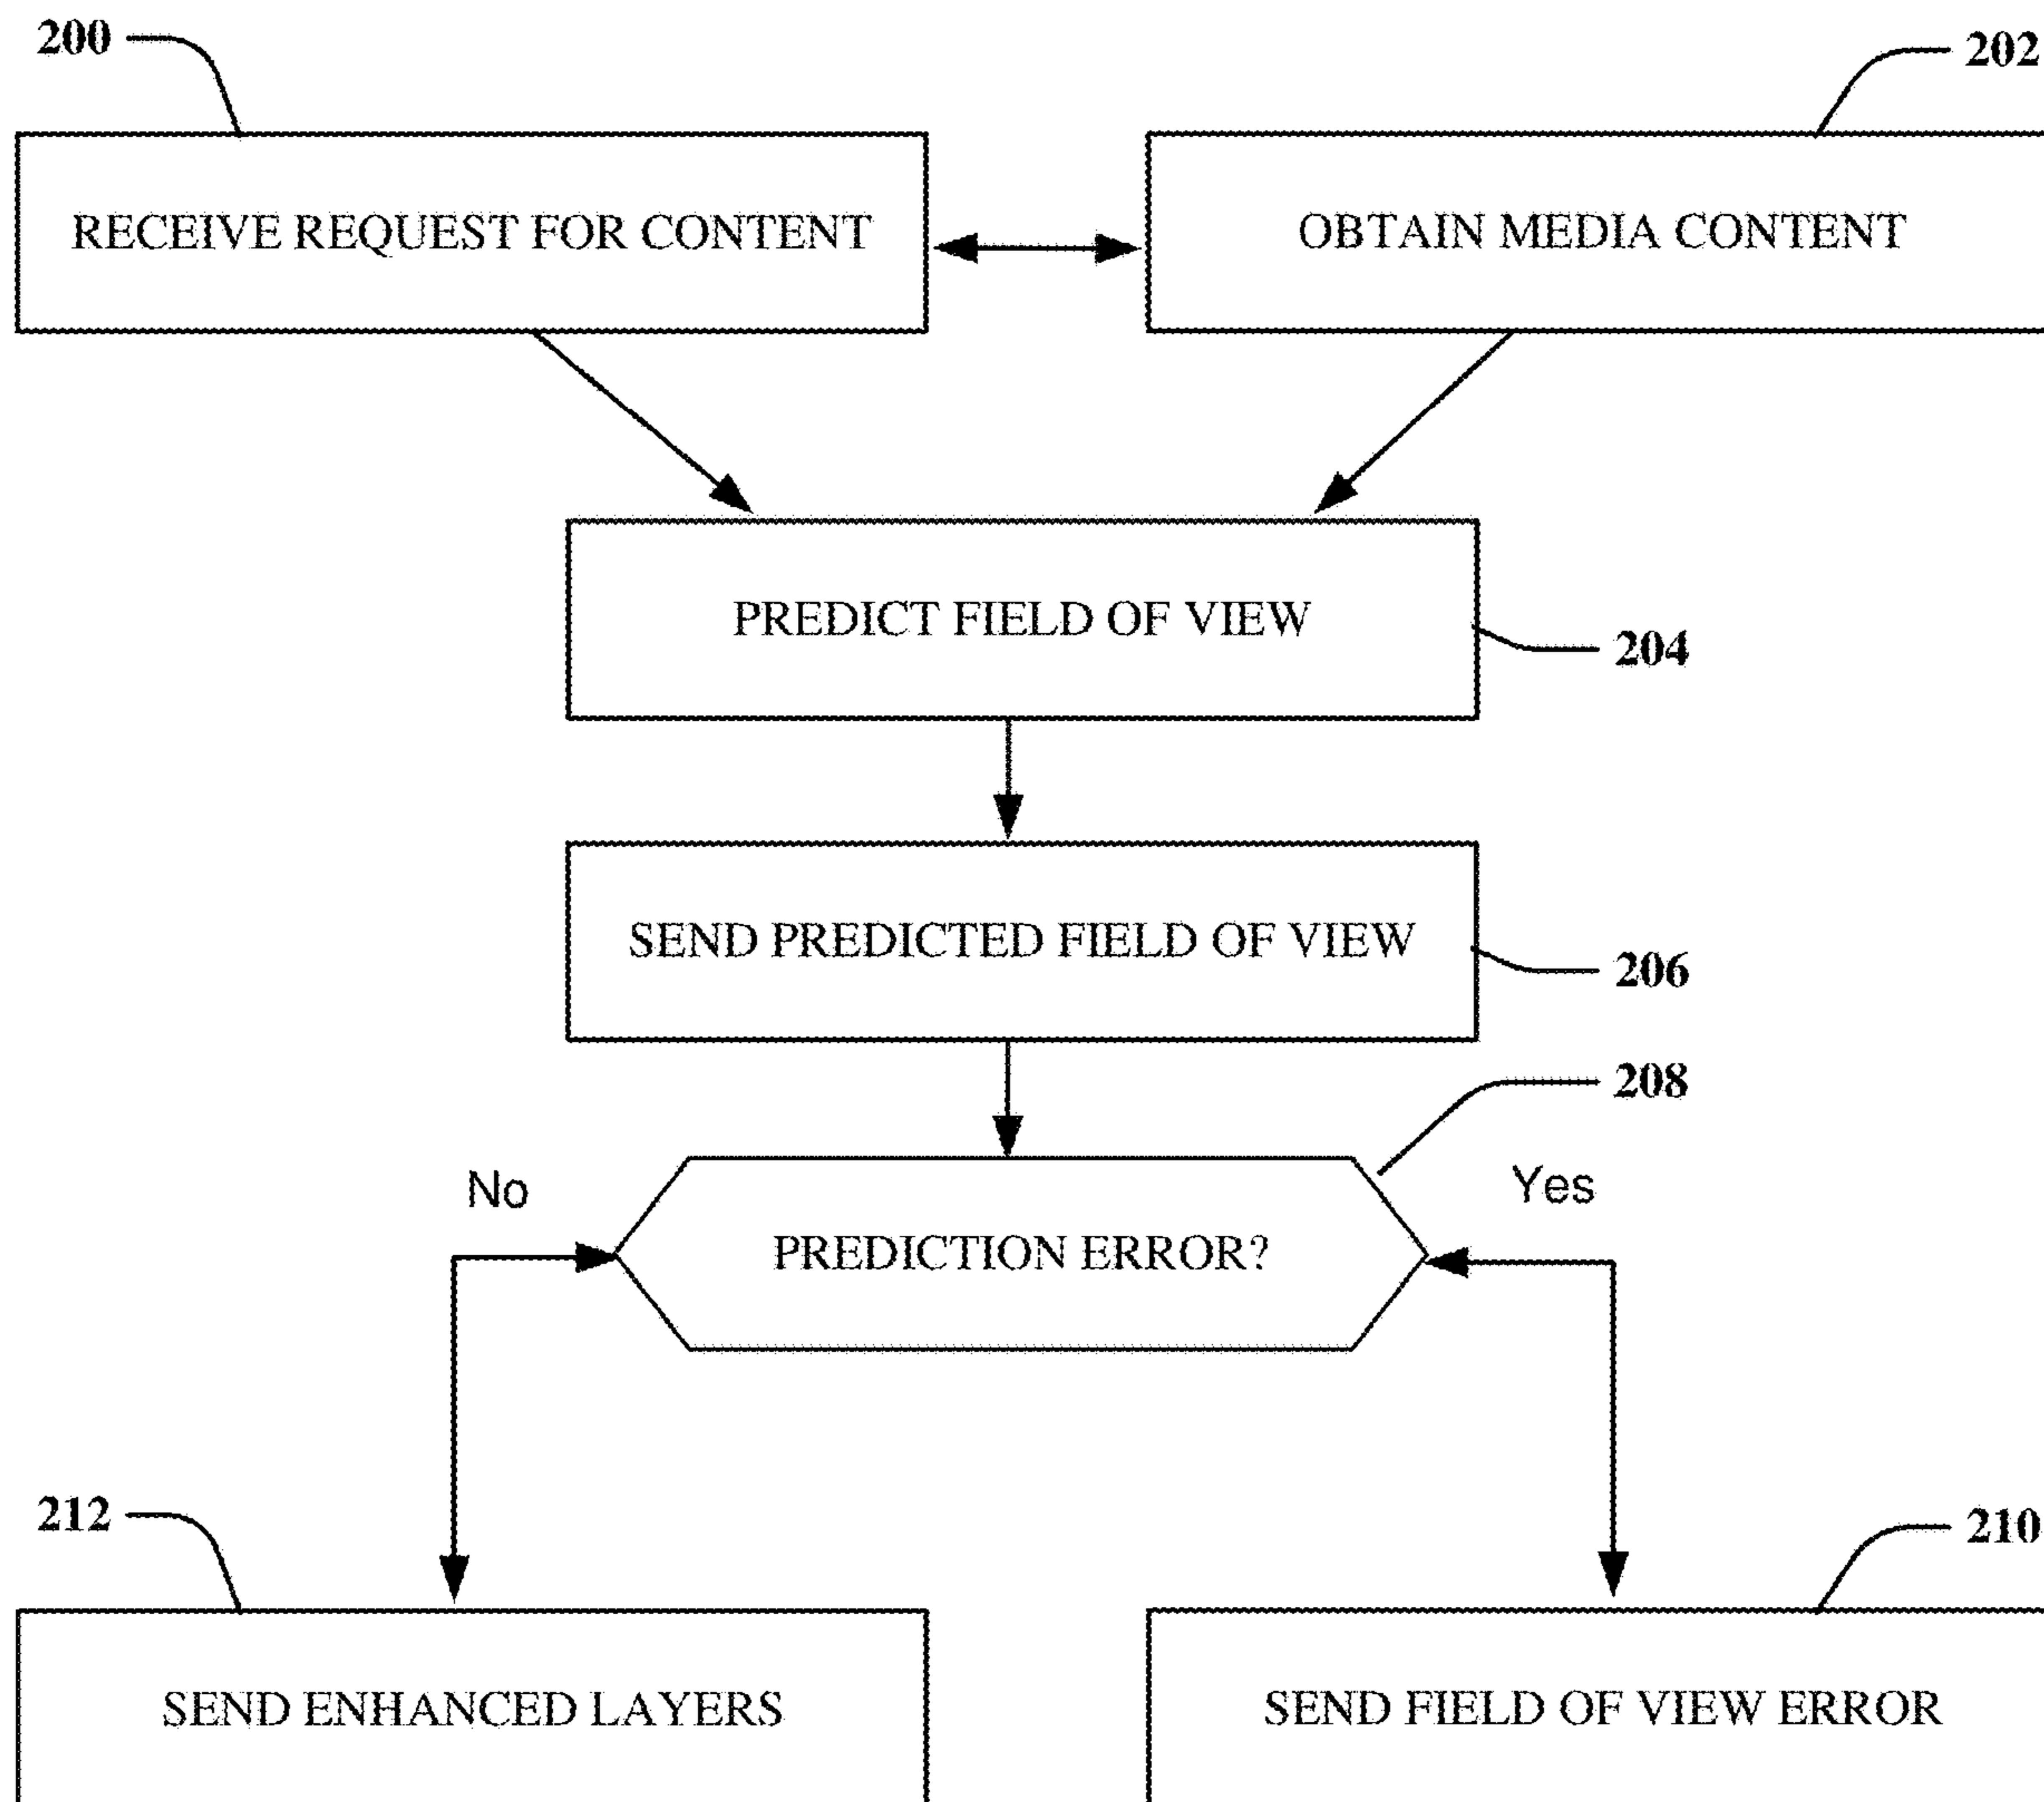 200
202
RECEIVE REQUEST FOR CONTENT
OBTAIN MEDIA CONTENT
PREDICT FIELD OF VIEW
204
SEND PREDICTED FIELD OF VIEW
206
208
No
Yes
PREDICTION ERROR?
212
210
SEND ENHANCED LAYERS
SEND FIELD OF VIEW ERROR